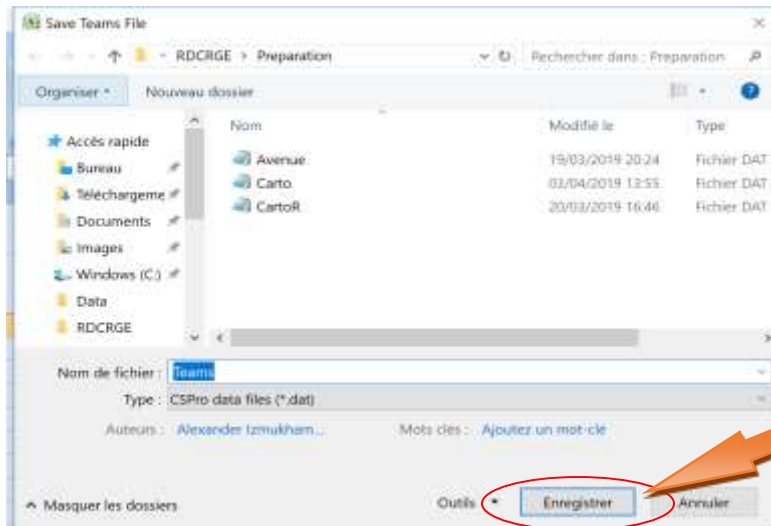 Save Teams File
RDCRGE > Preparation
Rechercher dans : Preparation
Organiser
Nouveau dossier
Nom
Modifié le
Type
Accès rapide
Bureau
Téléchargeme
Documents
Images
Windows (C:)
Data
RDCRGE
Avenue 19/03/2019 20:24 Fichier DAT
Carto 03/04/2019 13:55 Fichier DAT
CartoR 20/03/2019 16:46 Fichier DAT
Nom de fichier : Teams
Type : CSPro data files (*.dat)
Auteurs : Alexander Izmukham...
Mots clés : Ajoutez un mot-clé
Masquer les dossiers
Outils
Enregistrer
Annuler